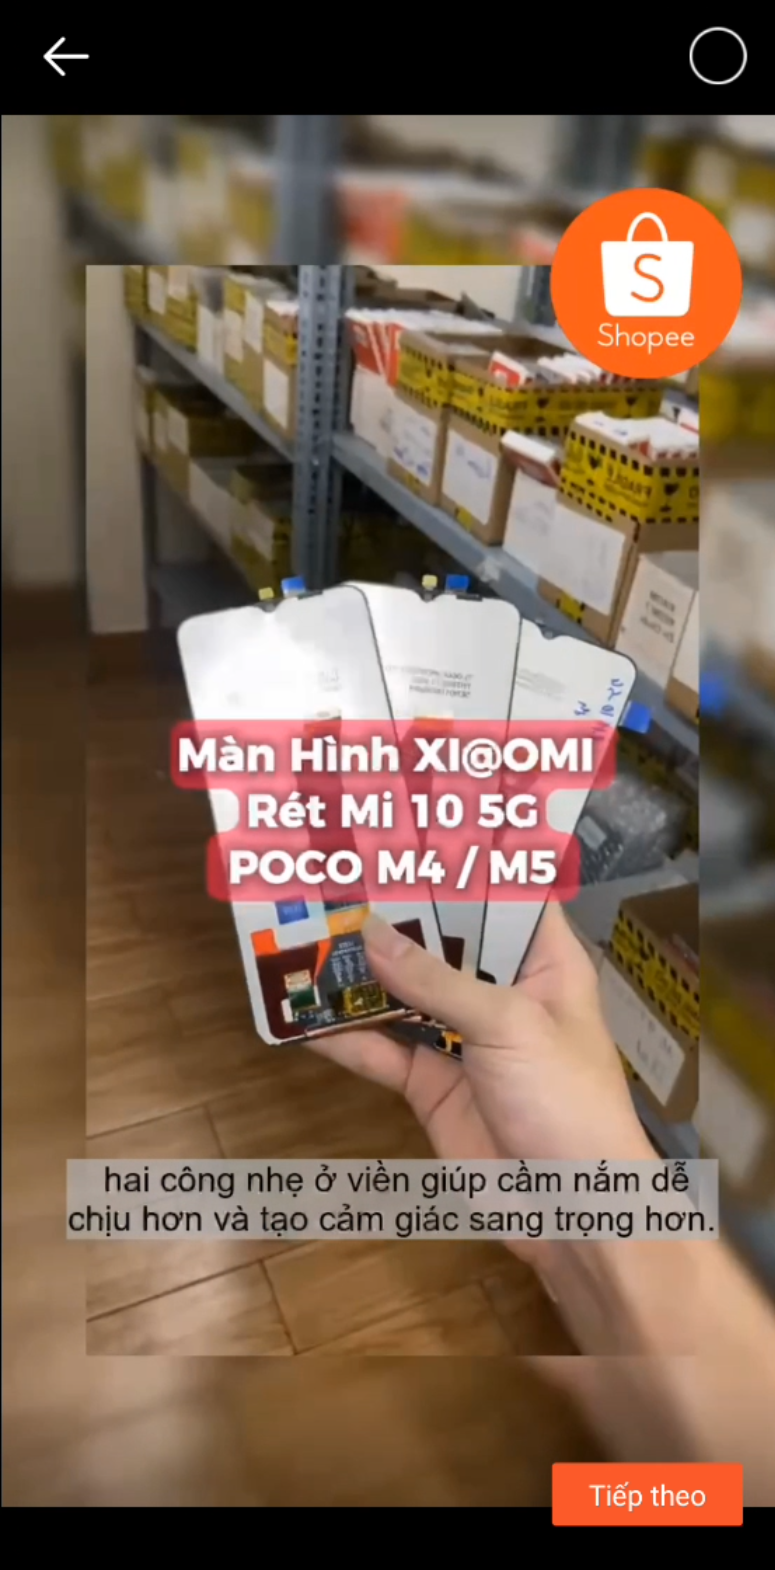 Shopee
Màn Hình XI@OMI
Rét Mi 10 5G
POCO M4 / M5
hai công nhẹ ở viền giúp cầm nắm dễ
chịu hơn và tạo cảm giác sang trọng hơn.
Tiếp theo